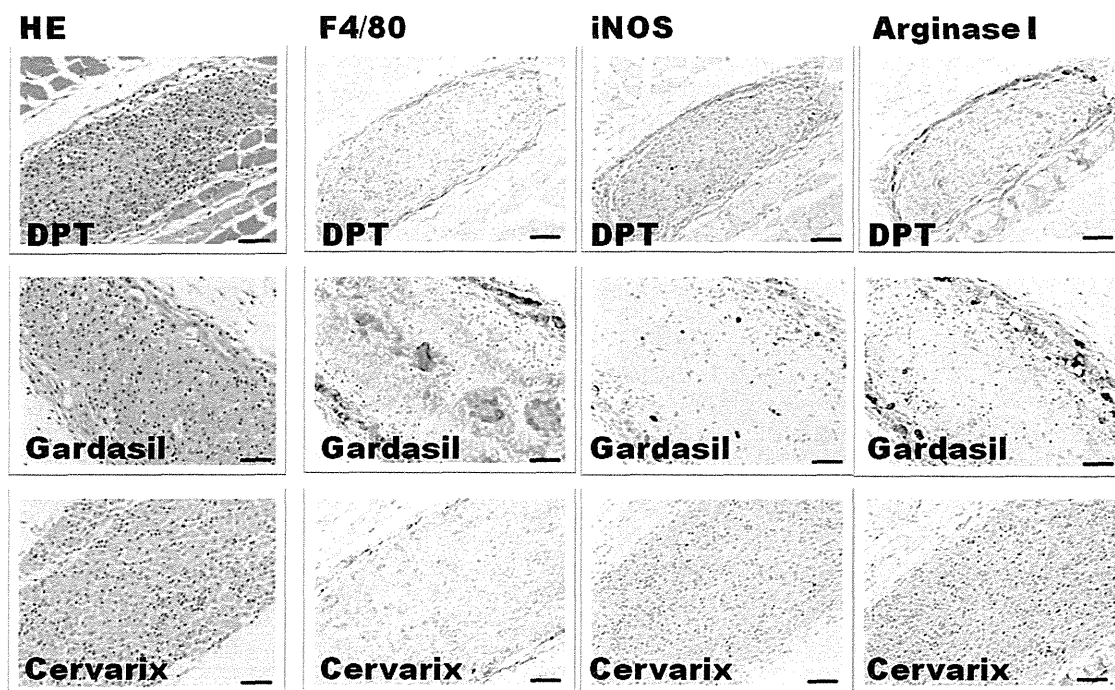 HE F4/80 iNOS Arginase I
DPT DPT DPT DPT
Gardasil Gardasil Gardasil Gardasil
Cervarix Cervarix Cervarix Cervarix